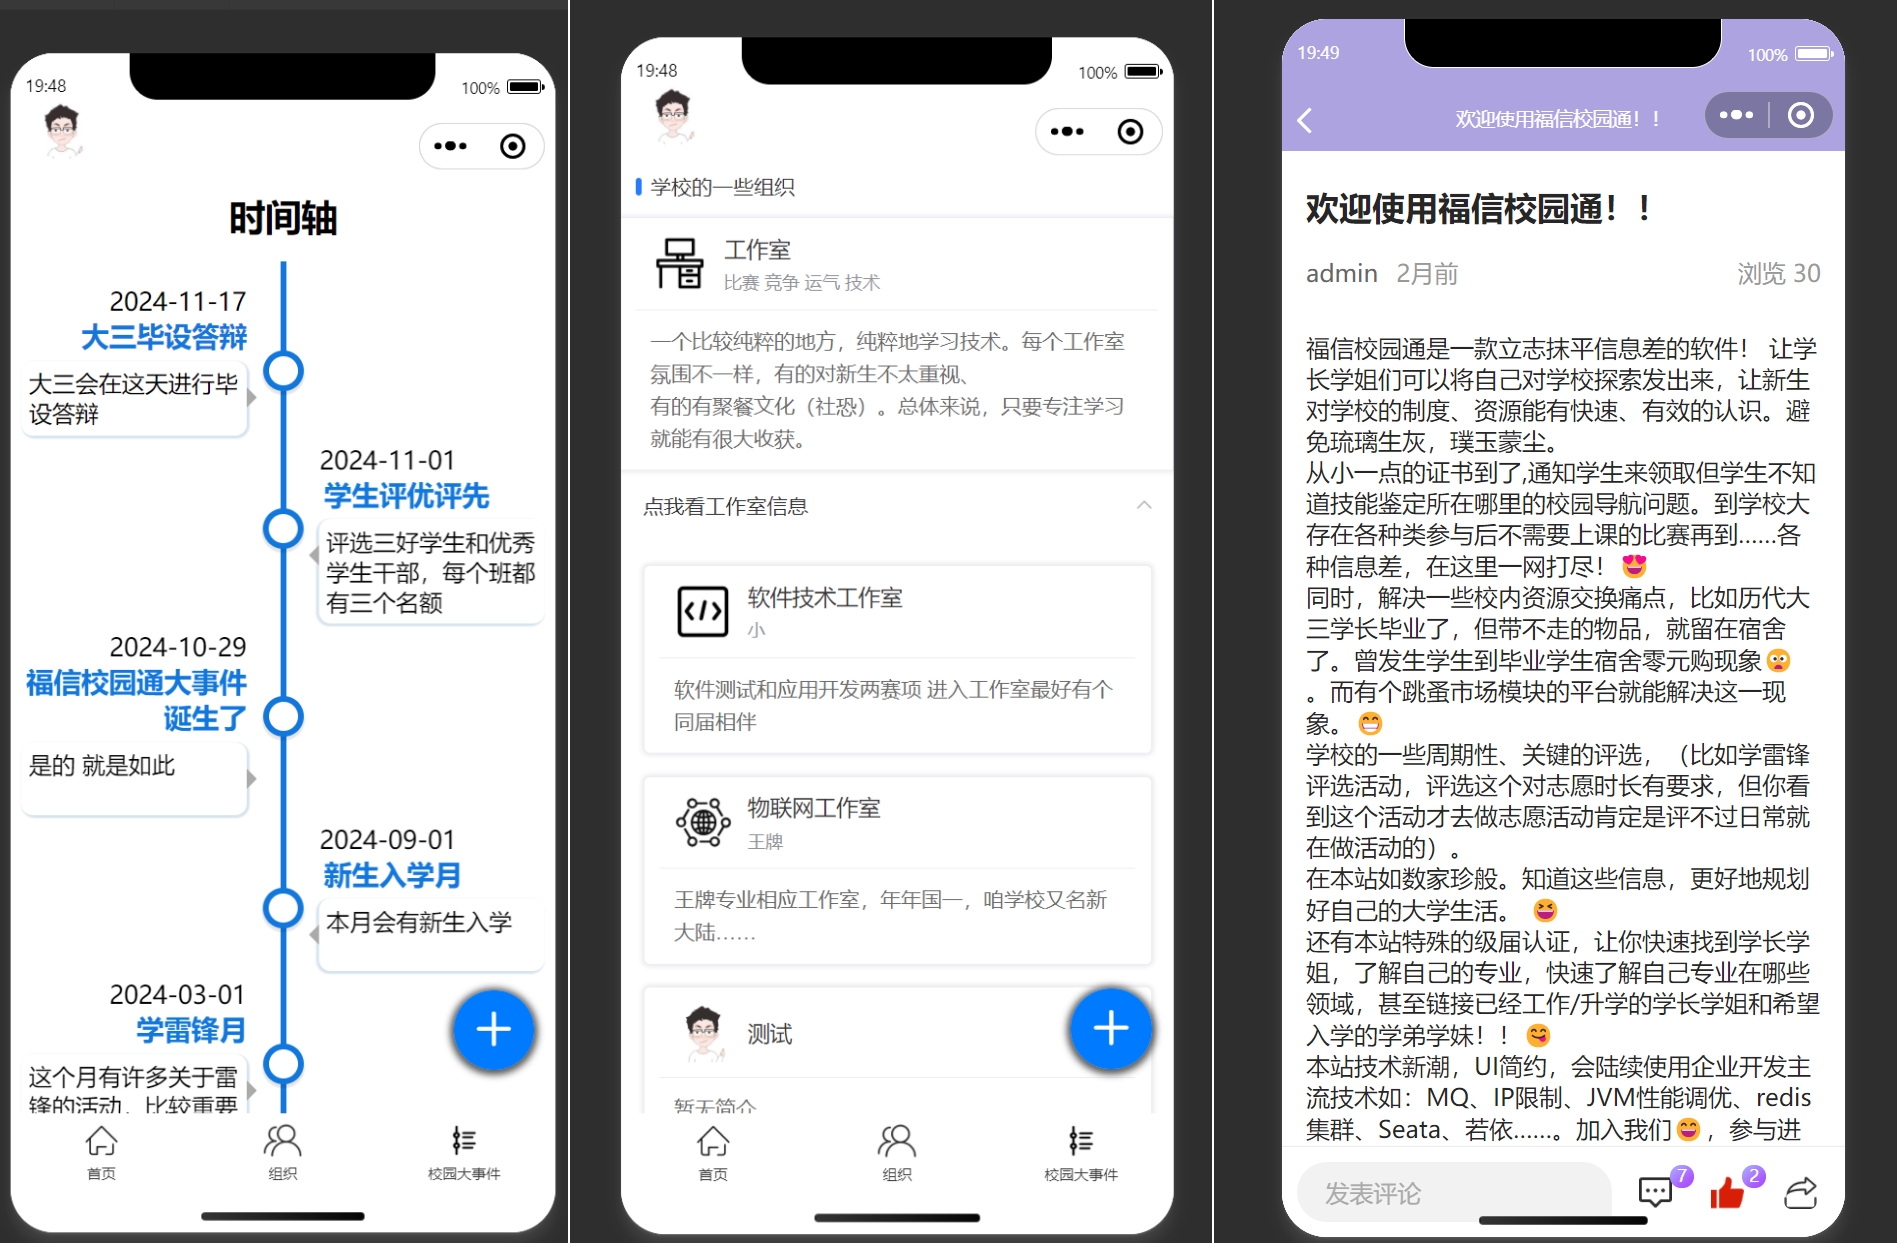 19:48
100%
时间轴
2024-11-17
大三毕设答辩
大三会在这天进行毕
设答辩
2024-11-01
学生评优评先
评选三好学生和优秀
学生干部，每个班都
有三个名额
2024-10-29
福信校园通大事件
诞生了
是的 就是如此
2024-09-01
新生入学月
本月会有新生入学
2024-03-01
学雷锋月
这个月有许多关于雷
锋的活动，比较重要
首页
组织
校园大事件
19:48
100%
学校的一些组织
工作室
比赛 竞争 运气 技术
一个比较纯粹的地方，纯粹地学习技术。每个工作室
氛围不一样，有的对新生不太重视、
有的有聚餐文化（社恐）。总体来说，只要专注学习
就能有很大收获。
点我看工作室信息
软件技术工作室
小
软件测试和应用开发两赛项 进入工作室最好有个
同届相伴
物联网工作室
王牌
王牌专业相应工作室，年年国一，咱学校又名新
大陆……
测试
暂无简介
首页
组织
校园大事件
19:49
100%
欢迎使用福信校园通！！
欢迎使用福信校园通！！
admin 2月前
浏览 30
福信校园通是一款立志抹平信息差的软件！ 让学
长学姐们可以将自己对学校探索发出来，让新生
对学校的制度、资源能有快速、有效的认识。避
免琉璃生灰，璞玉蒙尘。
从小一点的证书到了,通知学生来领取但学生不知
道技能鉴定所在哪里的校园导航问题。到学校大
存在各种类参与后不需要上课的比赛再到......各
种信息差，在这里一网打尽！😍
同时，解决一些校内资源交换痛点，比如历代大
三学长毕业了，但带不走的物品，就留在宿舍
了。曾发生学生到毕业学生宿舍零元购现象😨
。而有个跳蚤市场模块的平台就能解决这一现
象。😁
学校的一些周期性、关键的评选，（比如学雷锋
评选活动，评选这个对志愿时长有要求，但你看
到这个活动才去做志愿活动肯定是评不过日常就
在做活动的）。
在本站如数家珍般。知道这些信息，更好地规划
好自己的大学生活。 😆
还有本站特殊的级届认证，让你快速找到学长学
姐，了解自己的专业，快速了解自己专业在哪些
领域，甚至链接已经工作/升学的学长学姐和希望
入学的学弟学妹！！😋
本站技术新潮，UI简约，会陆续使用企业开发主
流技术如：MQ、IP限制、JVM性能调优、redis
集群、Seata、若依......。加入我们😄，参与进
发表评论
7
2